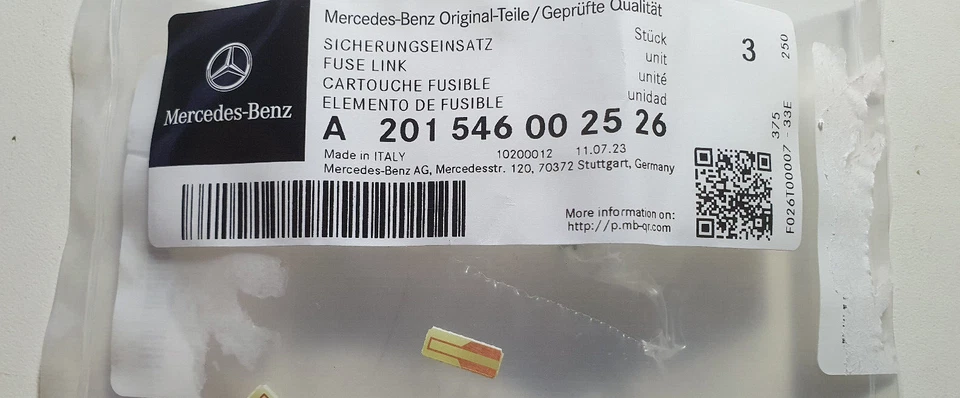 Mercedes-Benz Original-Teile/Geprüfte Qualität
Mercedes-Benz
SICHERUNGSEINSATZ
FUSE LINK
CARTOUCHE FUSIBLE
ELEMENTO DE FUSIBLE
Stück
unit
unité
unidad
3
250
A 201 546 00 25 26
Made in ITALY 10200012 11.07.23
Mercedes-Benz AG, Mercedesstr. 120, 70372 Stuttgart, Germany
More information on:
http://p.mb-qr.com
375
F026T00007 - 33E